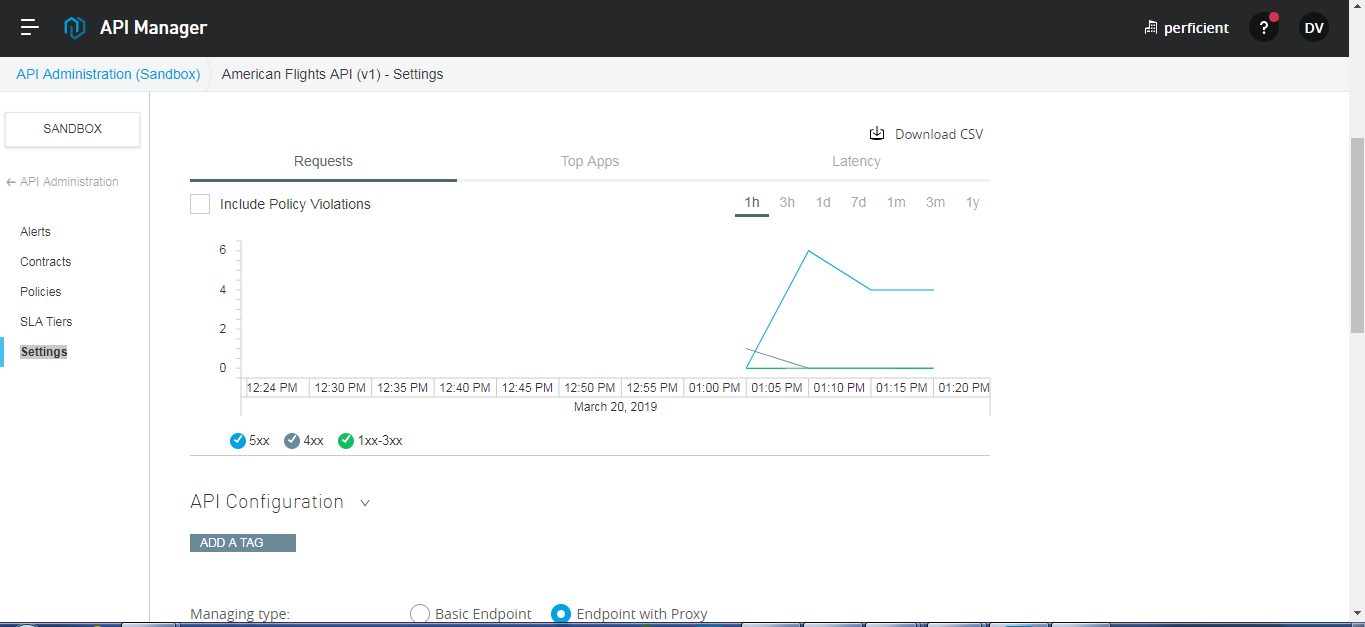 API Manager
perficient
?
DV
API Administration (Sandbox)
American Flights API (v1) - Settings
SANDBOX
API Administration
Alerts
Contracts
Policies
SLA Tiers
Settings
Download CSV
Requests Top Apps Latency
Include Policy Violations
1h 3h 1d 7d 1m 3m 1y
6
4
2
0
12:24 PM 12:30 PM 12:35 PM 12:40 PM 12:45 PM 12:50 PM 12:55 PM 01:00 PM 01:05 PM 01:10 PM 01:15 PM 01:20 PM
March 20, 2019
5xx 4xx 1xx-3xx
API Configuration
ADD A TAG
Managing type: Basic Endpoint Endpoint with Proxy